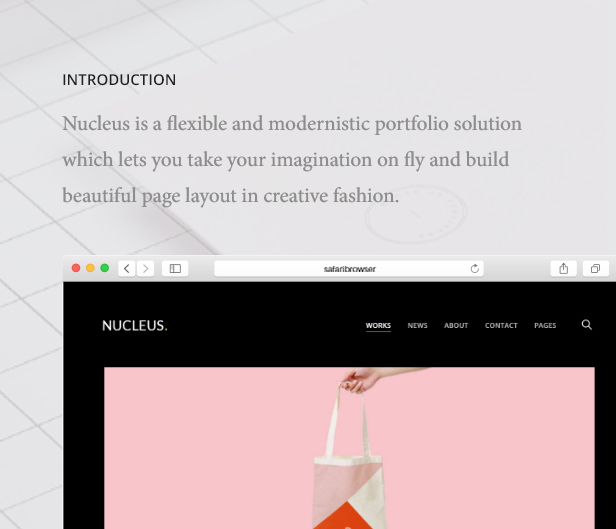 INTRODUCTION
Nucleus is a flexible and modernistic portfolio solution
which lets you take your imagination on fly and build
beautiful page layout in creative fashion.
safaribrowser
NUCLEUS.
WORKS NEWS ABOUT CONTACT PAGES